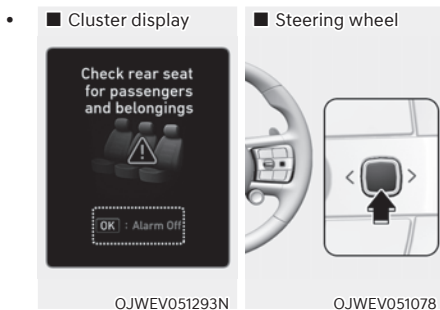 • ■ Cluster display
■ Steering wheel
Check rear seat
for passengers
and belongings
OK : Alarm Off
< >
OJWEV051293N
OJWEV051078